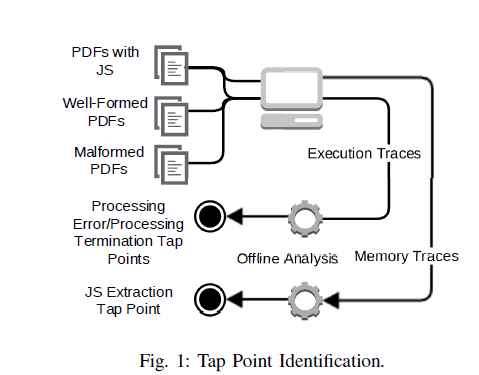 PDFs with
JS
Well-Formed
PDFs
Malformed
PDFs
Execution Traces
Processing
Error/Processing
Termination Tap
Points
Offline Analysis
Memory Traces
JS Extraction
Tap Point
Fig. 1: Tap Point Identification.